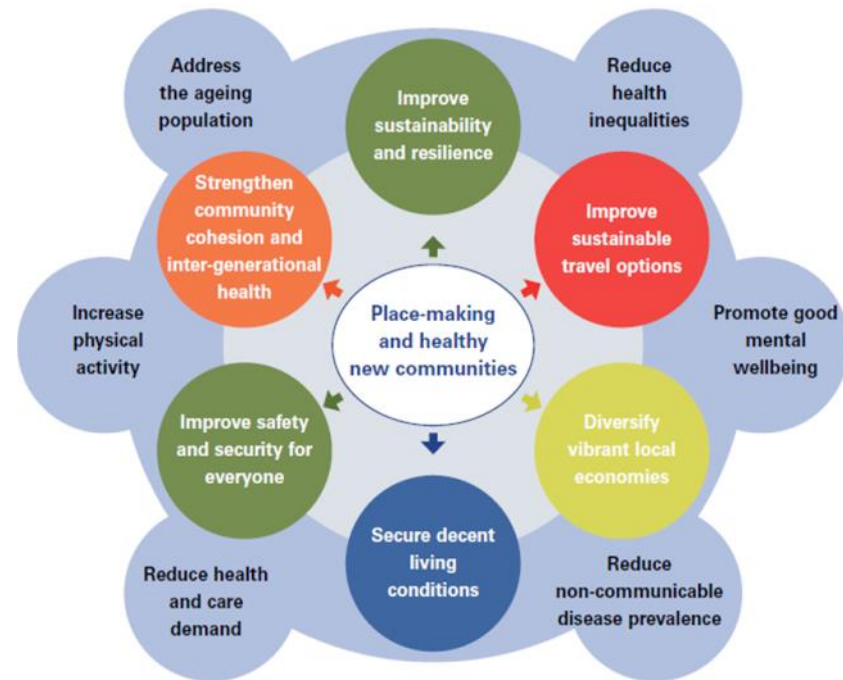 Address
the ageing
population
Improve
sustainability
and resilience
Reduce
health
inequalities
Strengthen
community
cohesion and
inter-generational
health
Improve
sustainable
travel options
Increase
physical
activity
Place-making
and healthy
new communities
Promote good
mental
wellbeing
Improve safety
and security for
everyone
Diversify
vibrant local
economies
Reduce health
and care
demand
Secure decent
living
conditions
Reduce
non-communicable
disease prevalence